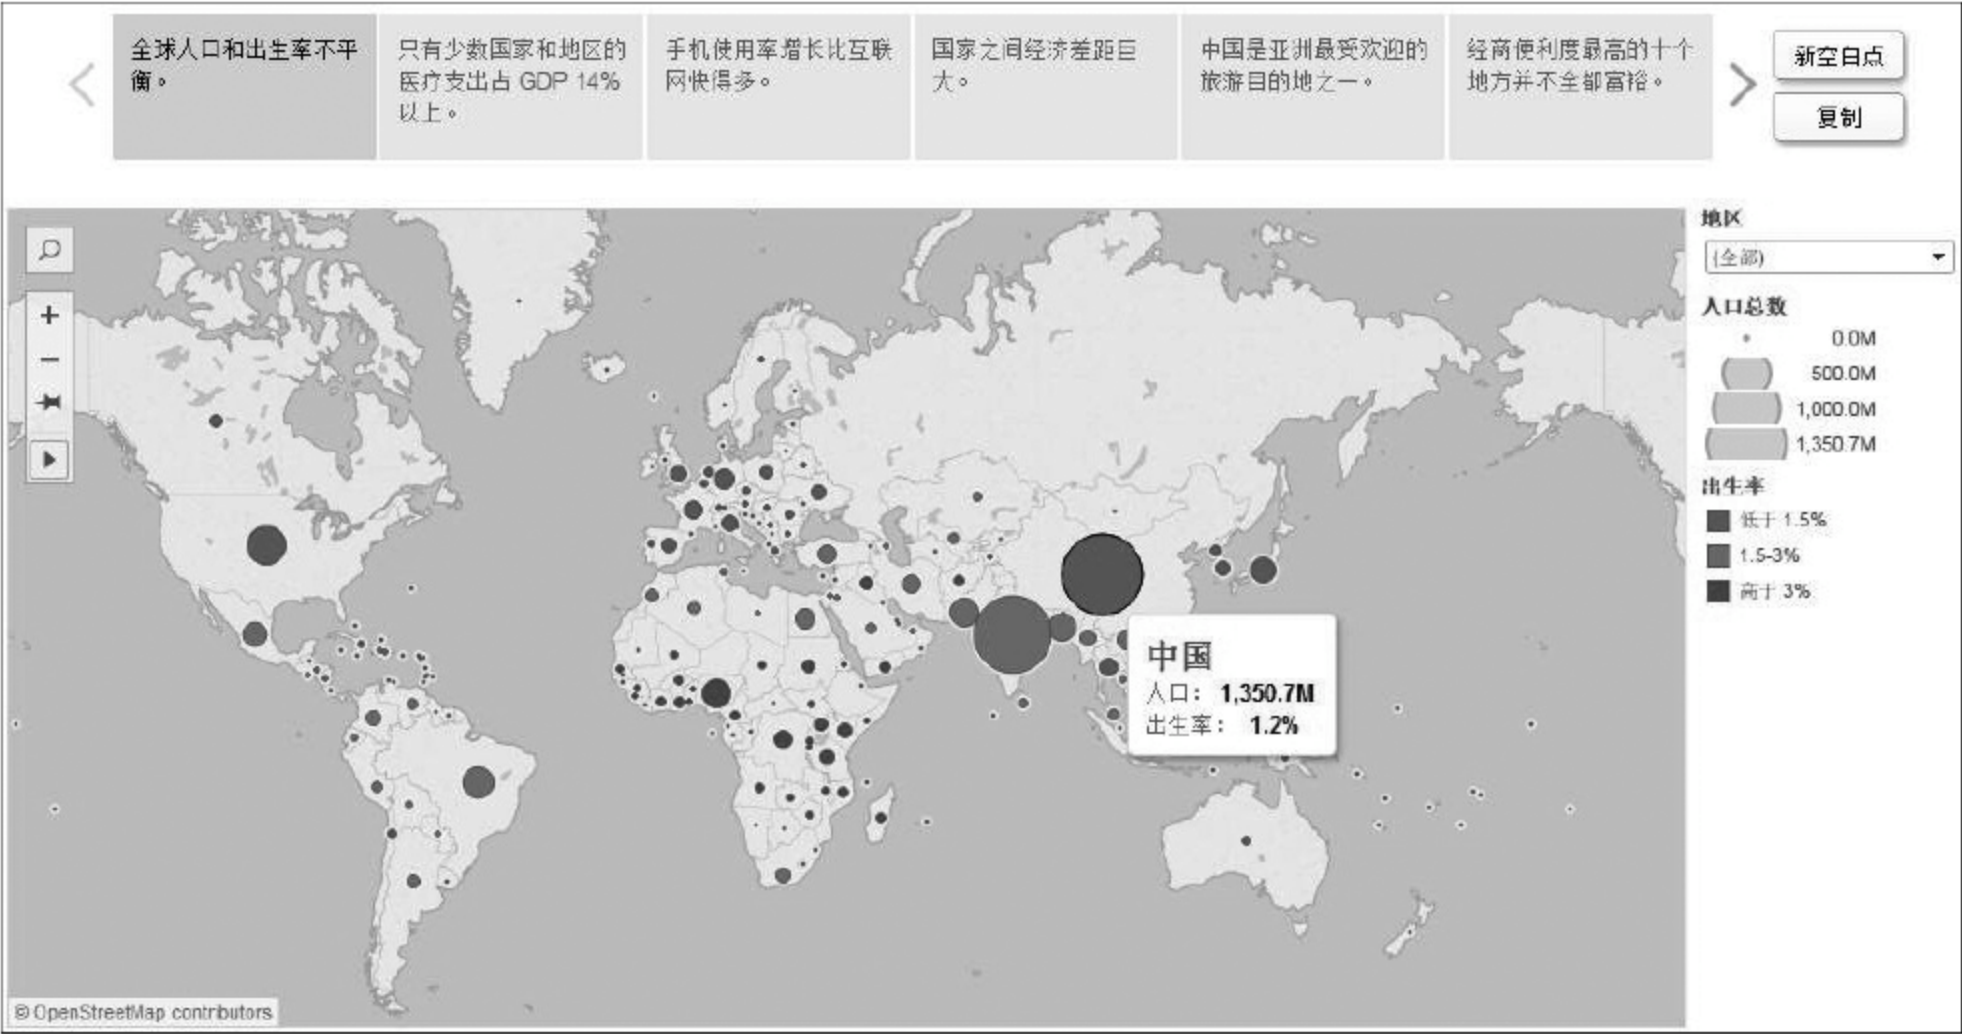 全球人口和出生率不平
衡。
只有少数国家和地区的
医疗支出占 GDP 14%
以上。
手机使用率增长比互联
网快得多。
国家之间经济差距巨
大。
中国是亚洲最受欢迎的
旅游目的地之一。
经商便利度最高的十个
地方并不全都富裕。
新空白点
复制
地区
(全部)
人口总数
0.0M
500.0M
1,000.0M
1,350.7M
出生率
低于 1.5%
1.5-3%
高于 3%
中国
人口： 1,350.7M
出生率： 1.2%
© OpenStreetMap contributors